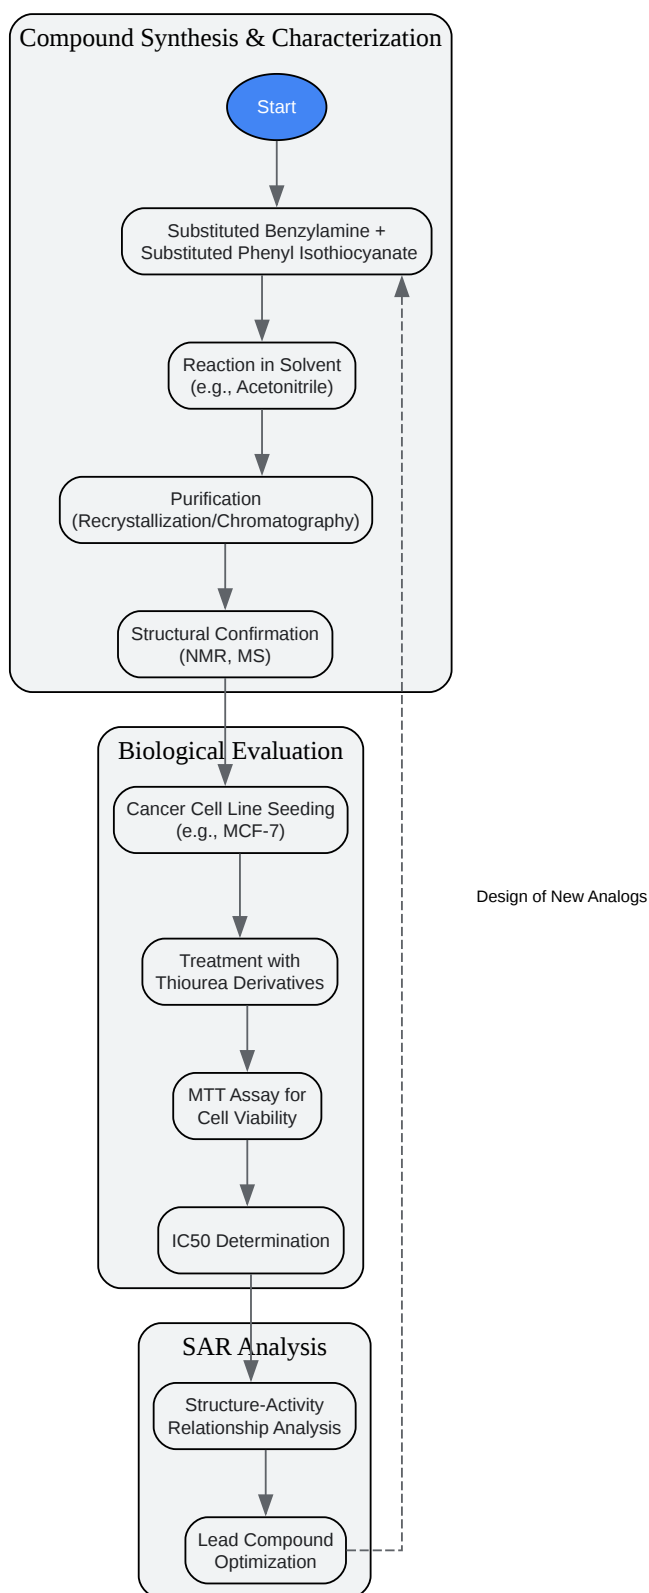 Compound Synthesis & Characterization
Start
Substituted Benzylamine +
Substituted Phenyl Isothiocyanate
Reaction in Solvent
(e.g., Acetonitrile)
Purification
(Recrystallization/Chromatography)
Structural Confirmation
(NMR, MS)
Biological Evaluation
Cancer Cell Line Seeding
(e.g., MCF-7)
Design of New Analogs
Treatment with
Thiourea Derivatives
MTT Assay for
Cell Viability
IC50 Determination
SAR Analysis
Structure-Activity
Relationship Analysis
Lead Compound
Optimization